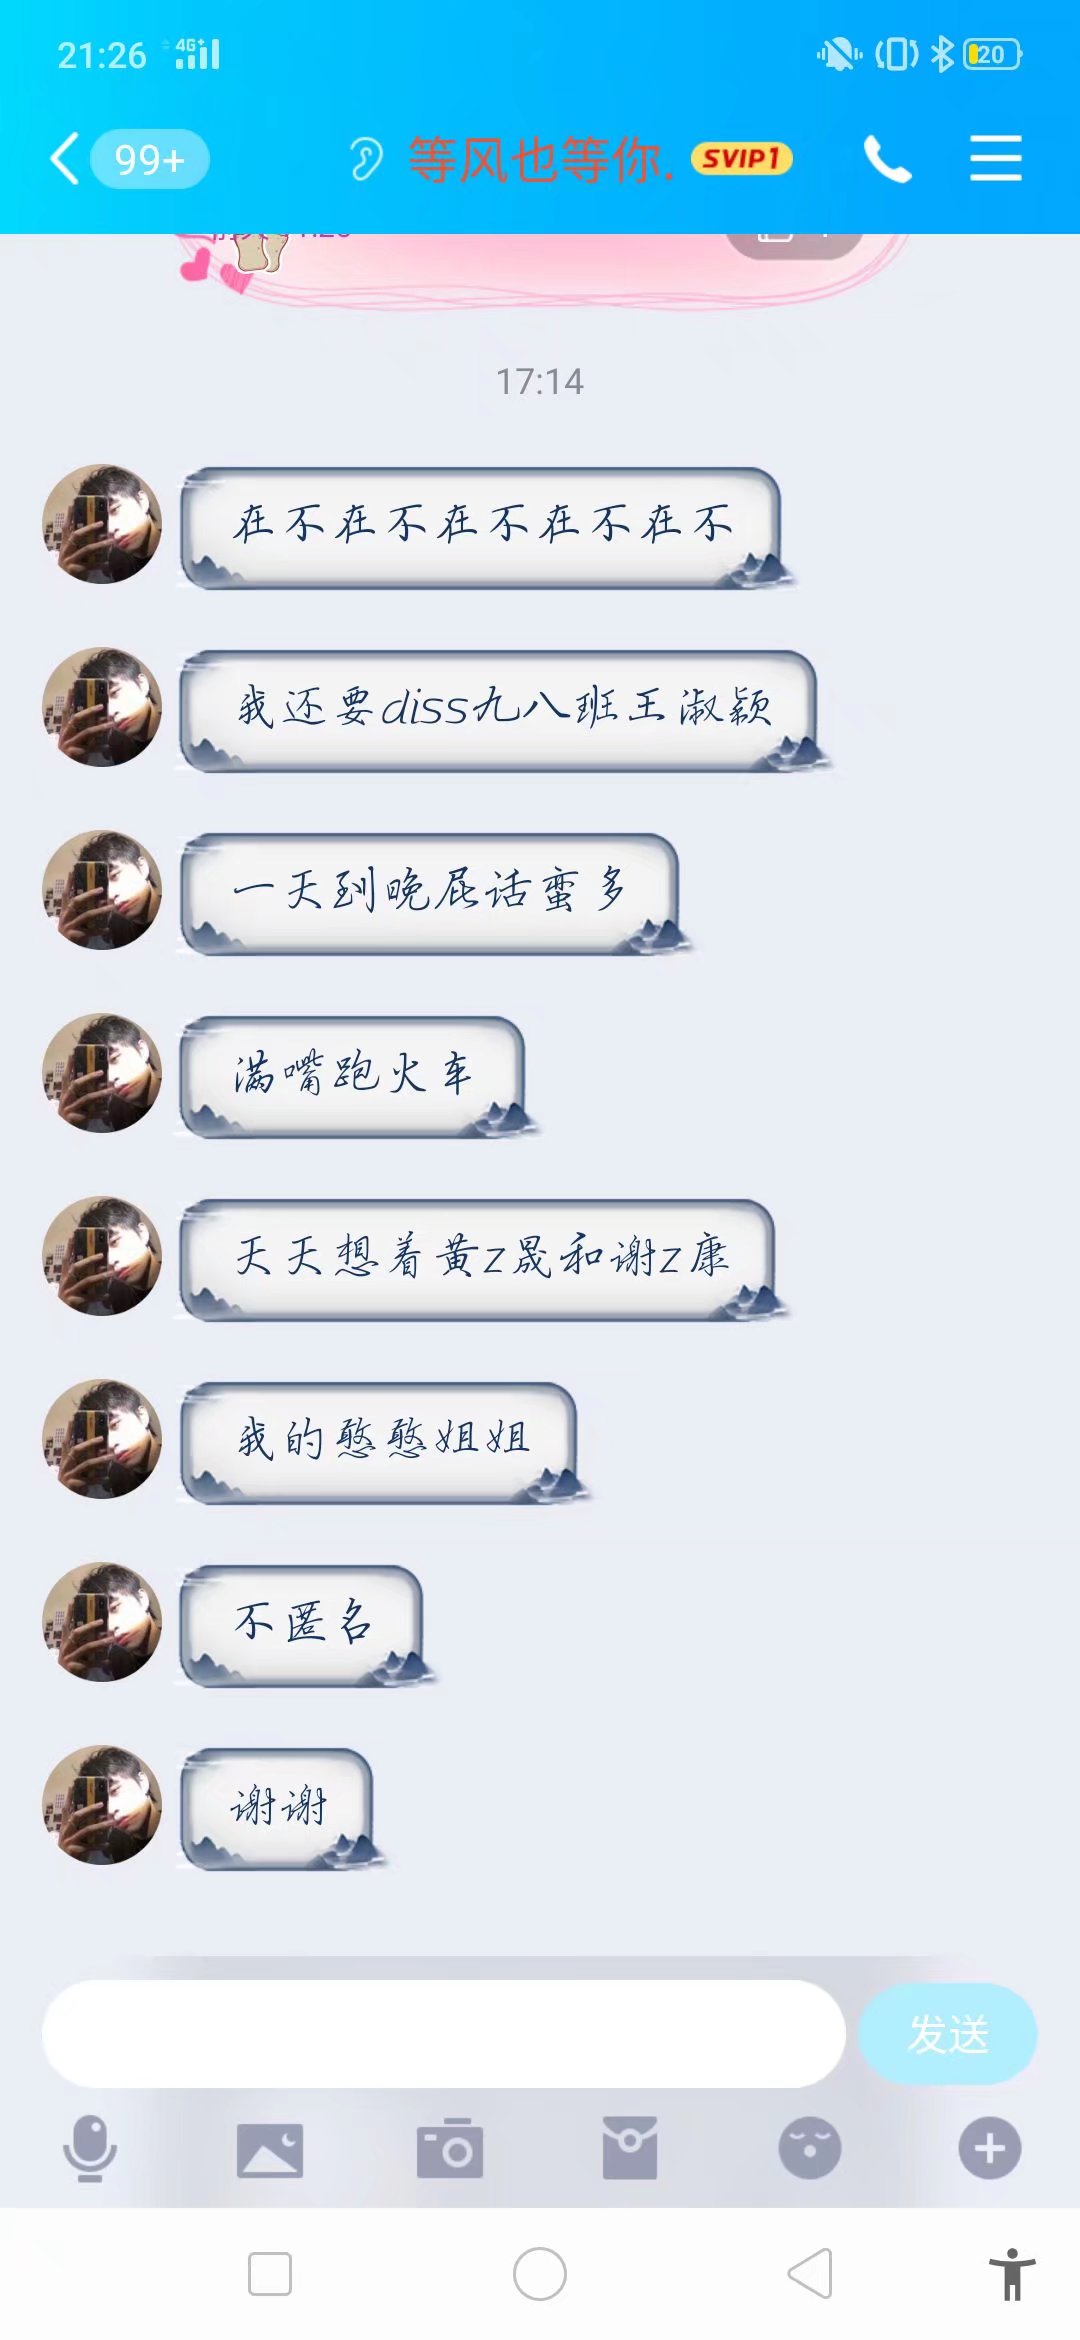 21:26 4G+ 20
99+ 等风也等你. SVIP1
17:14
在不在不在不在不在不
我还要diss九八班王淑颖
一天到晚屁话蛮多
满嘴跑火车
天天想着黄z晟和谢z康
我的憨憨姐姐
不匿名
谢谢
发送